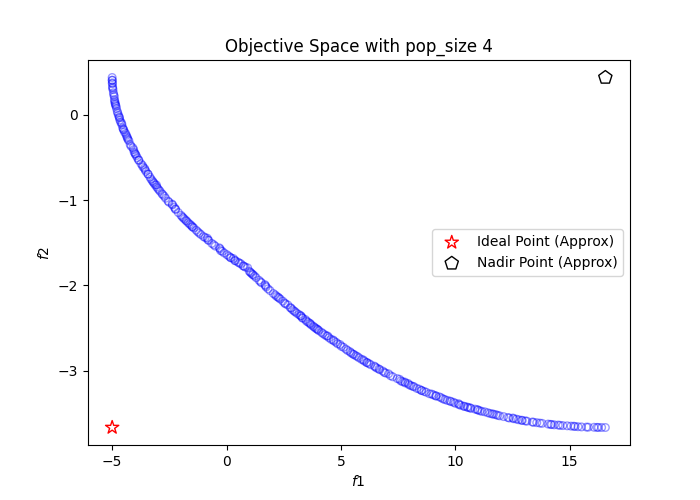 Objective Space with pop_size 4
f2
0
−1
−2
−3
Ideal Point (Approx)
Nadir Point (Approx)
−5
0
5
10
15
f1